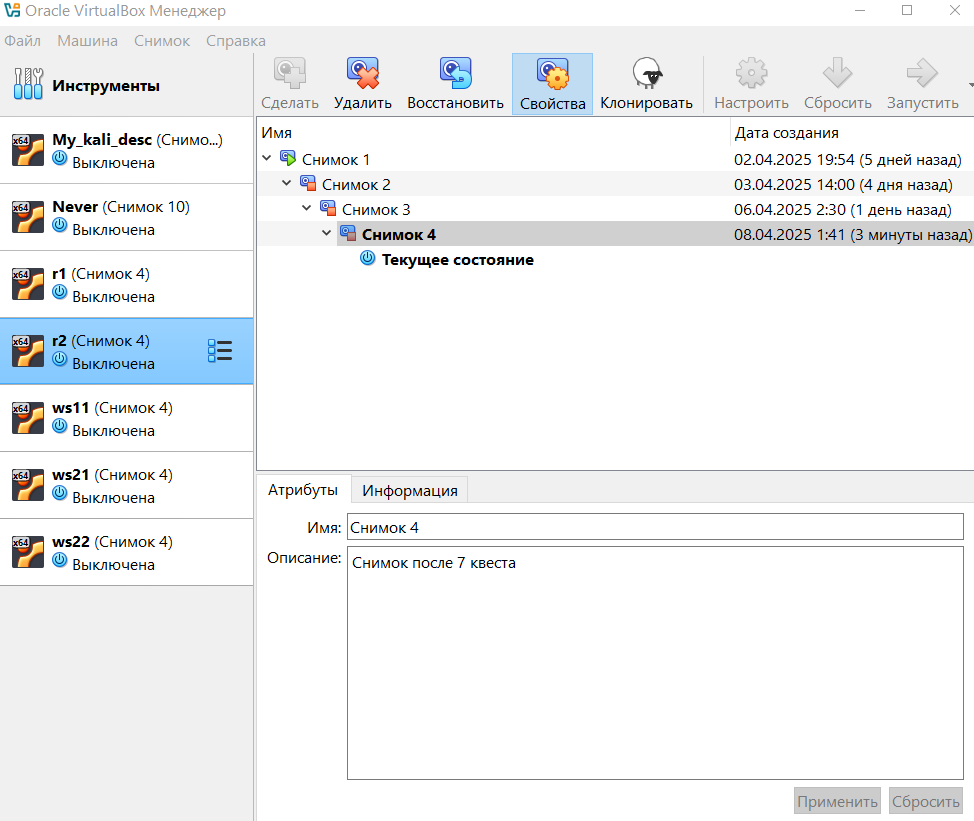 Oracle VirtualBox Менеджер
Файл Машина Снимок Справка
Инструменты
Сделать Удалить Восстановить Свойства Клонировать Настроить Сбросить Запустить
x64 My_kali_desc (Снимо...)
Выключена
x64 Never (Снимок 10)
Выключена
x64 r1 (Снимок 4)
Выключена
x64 r2 (Снимок 4)
Выключена
x64 ws11 (Снимок 4)
Выключена
x64 ws21 (Снимок 4)
Выключена
x64 ws22 (Снимок 4)
Выключена
Имя Дата создания
Снимок 1 02.04.2025 19:54 (5 дней назад)
Снимок 2 03.04.2025 14:00 (4 дня назад)
Снимок 3 06.04.2025 2:30 (1 день назад)
Снимок 4 08.04.2025 1:41 (3 минуты назад)
Текущее состояние
Атрибуты Информация
Имя: Снимок 4
Описание: Снимок после 7 квеста
Применить Сбросить